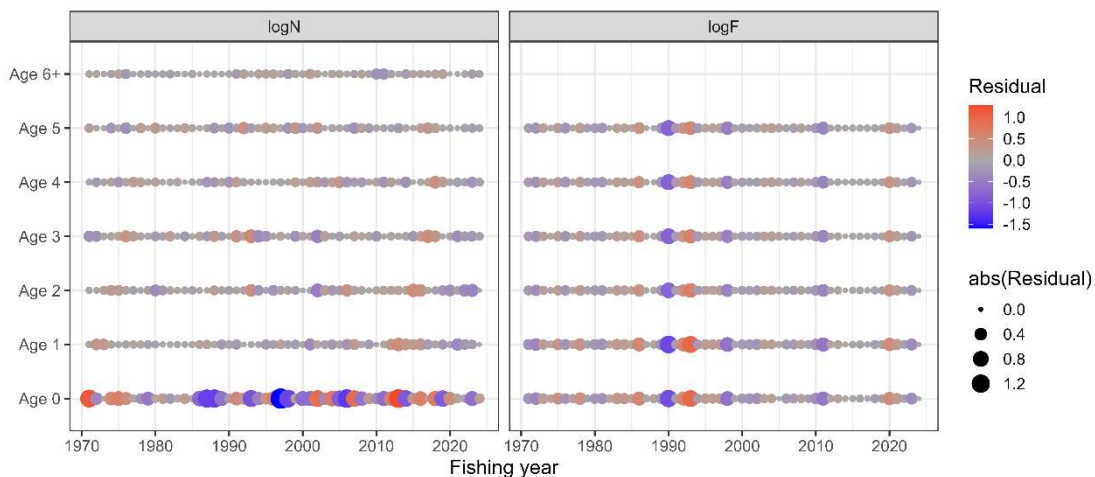 logN
logF
Age 6+
Age 5
Age 4
Age 3
Age 2
Age 1
Age 0
1970 1980 1990 2000 2010 2020
1970 1980 1990 2000 2010 2020
Fishing year
Residual
1.0
0.5
0.0
-0.5
-1.0
-1.5
abs(Residual)
0.0
0.4
0.8
1.2